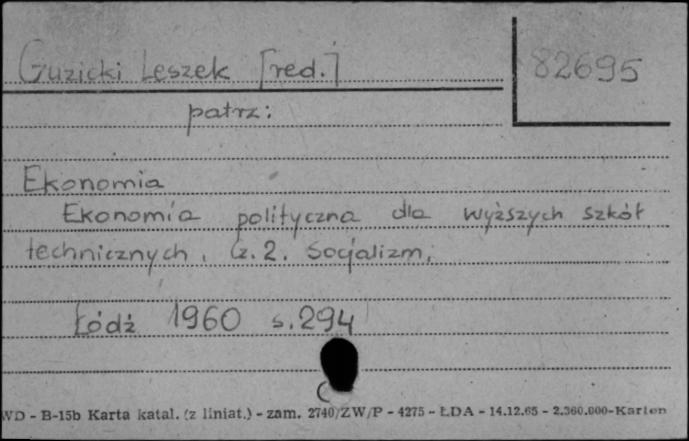 Guzicki Leszek [red.]
82695
patrz:
Ekonomia
Ekonomia polityczna dla wyższych szkół
technicznych. Cz. 2. Socjalizm,
Łódź 1960 s. 294
WD - B-15b Karta katal. (z liniat.) - zam. 2740/ZW/P - 4275 - ŁDA - 14.12.65 - 2.360.000-Karton